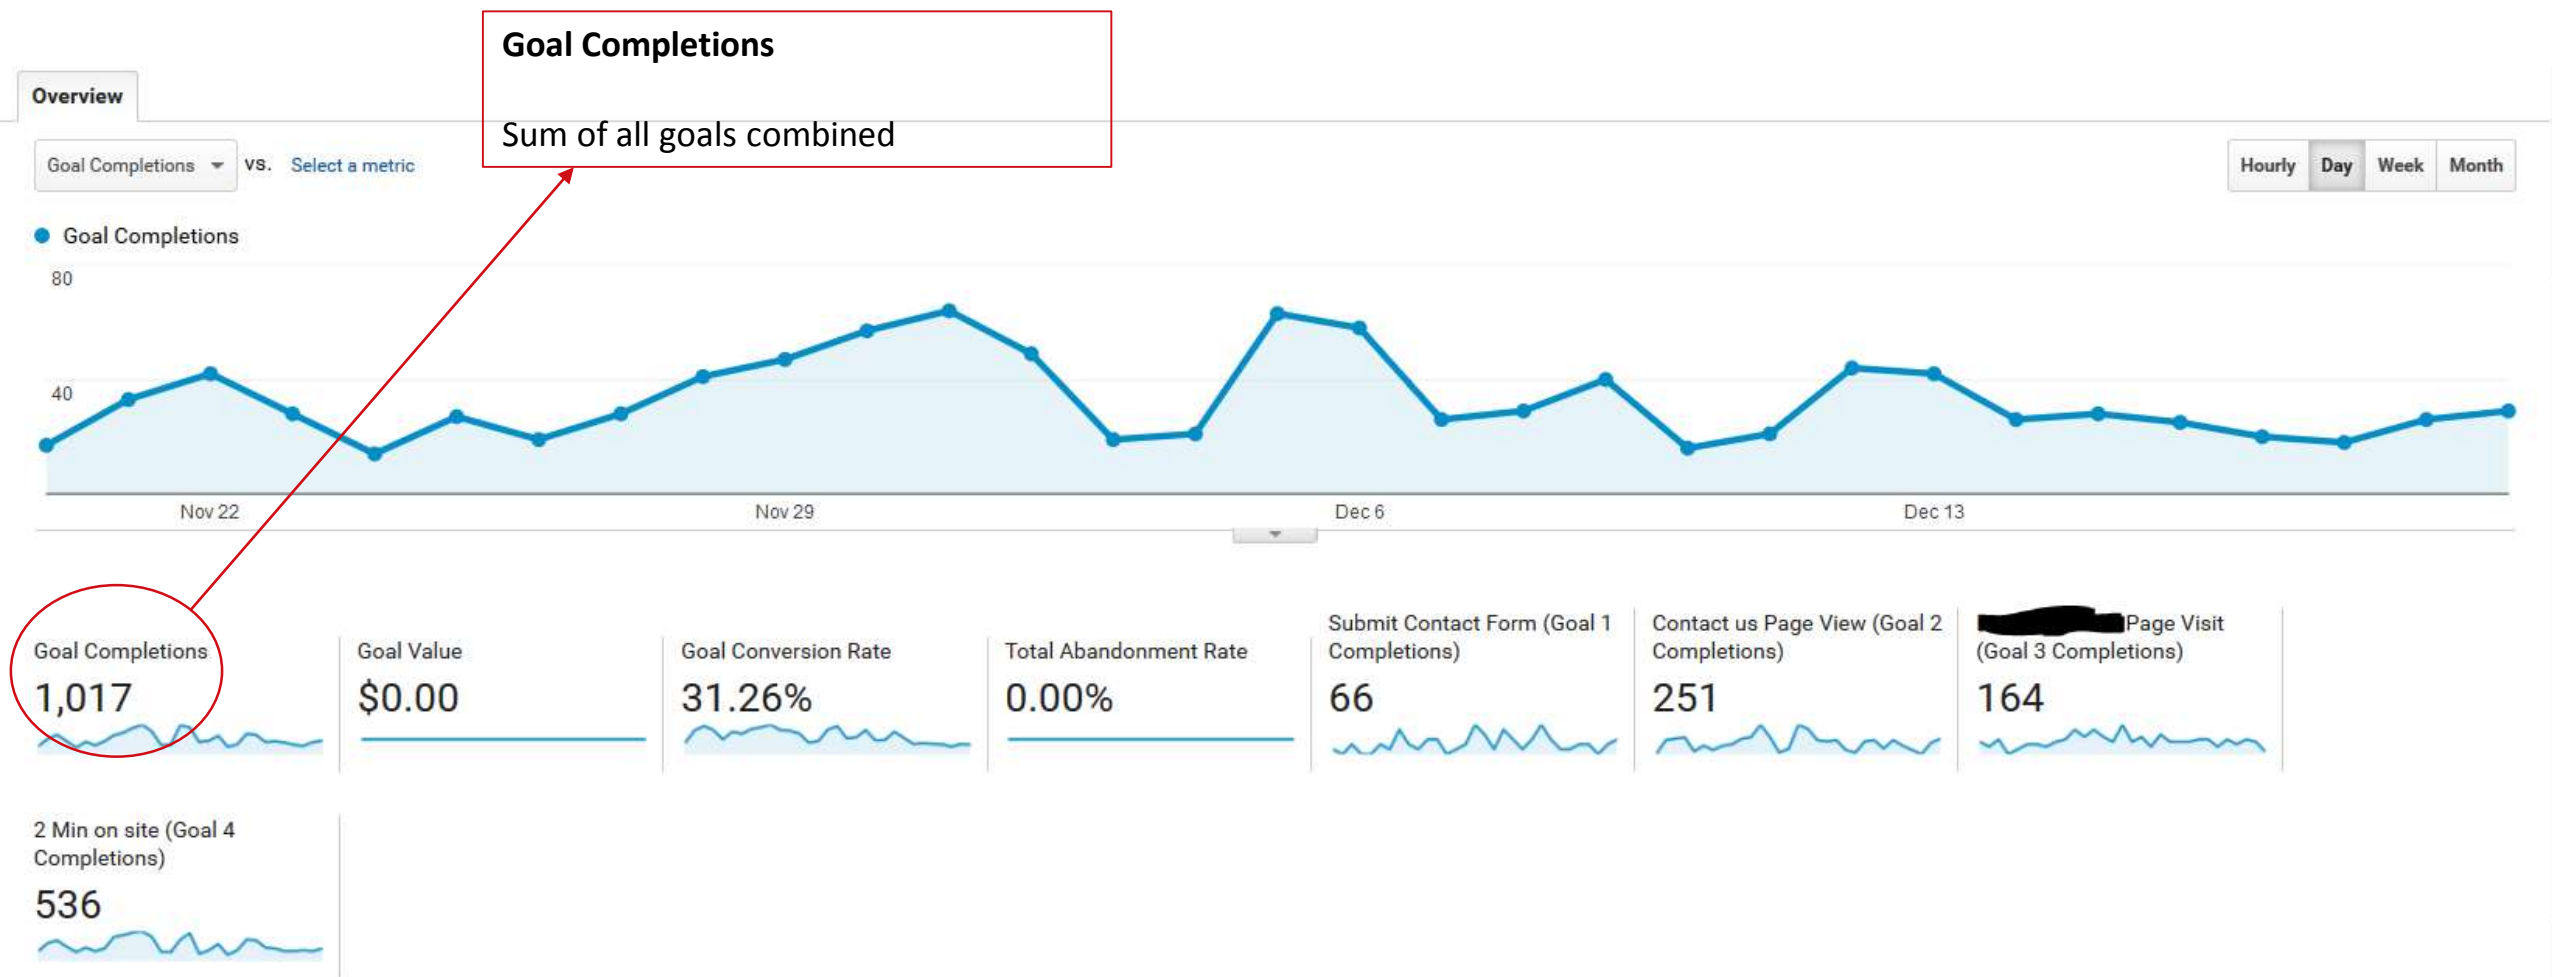 Goal Completions
Sum of all goals combined
Overview
Goal Completions vs. Select a metric
Hourly Day Week Month
Goal Completions
80
40
Nov 22 Nov 29 Dec 6 Dec 13
Goal Completions
1,017
Goal Value
$0.00
Goal Conversion Rate
31.26%
Total Abandonment Rate
0.00%
Submit Contact Form (Goal 1
Completions)
66
Contact us Page View (Goal 2
Completions)
251
Page Visit
(Goal 3 Completions)
164
2 Min on site (Goal 4
Completions)
536